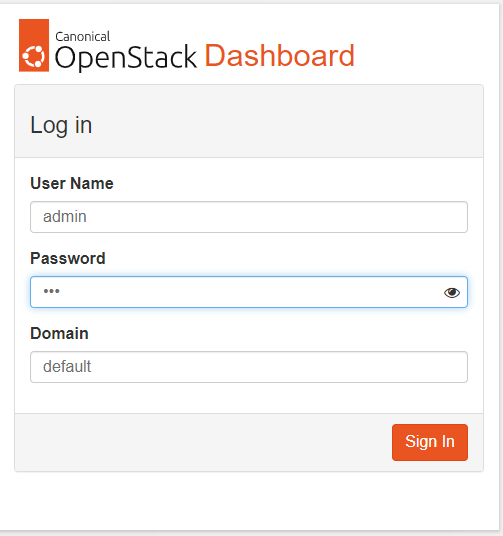 Canonical
OpenStack Dashboard
Log in
User Name
admin
Password
•••
Domain
default
Sign In